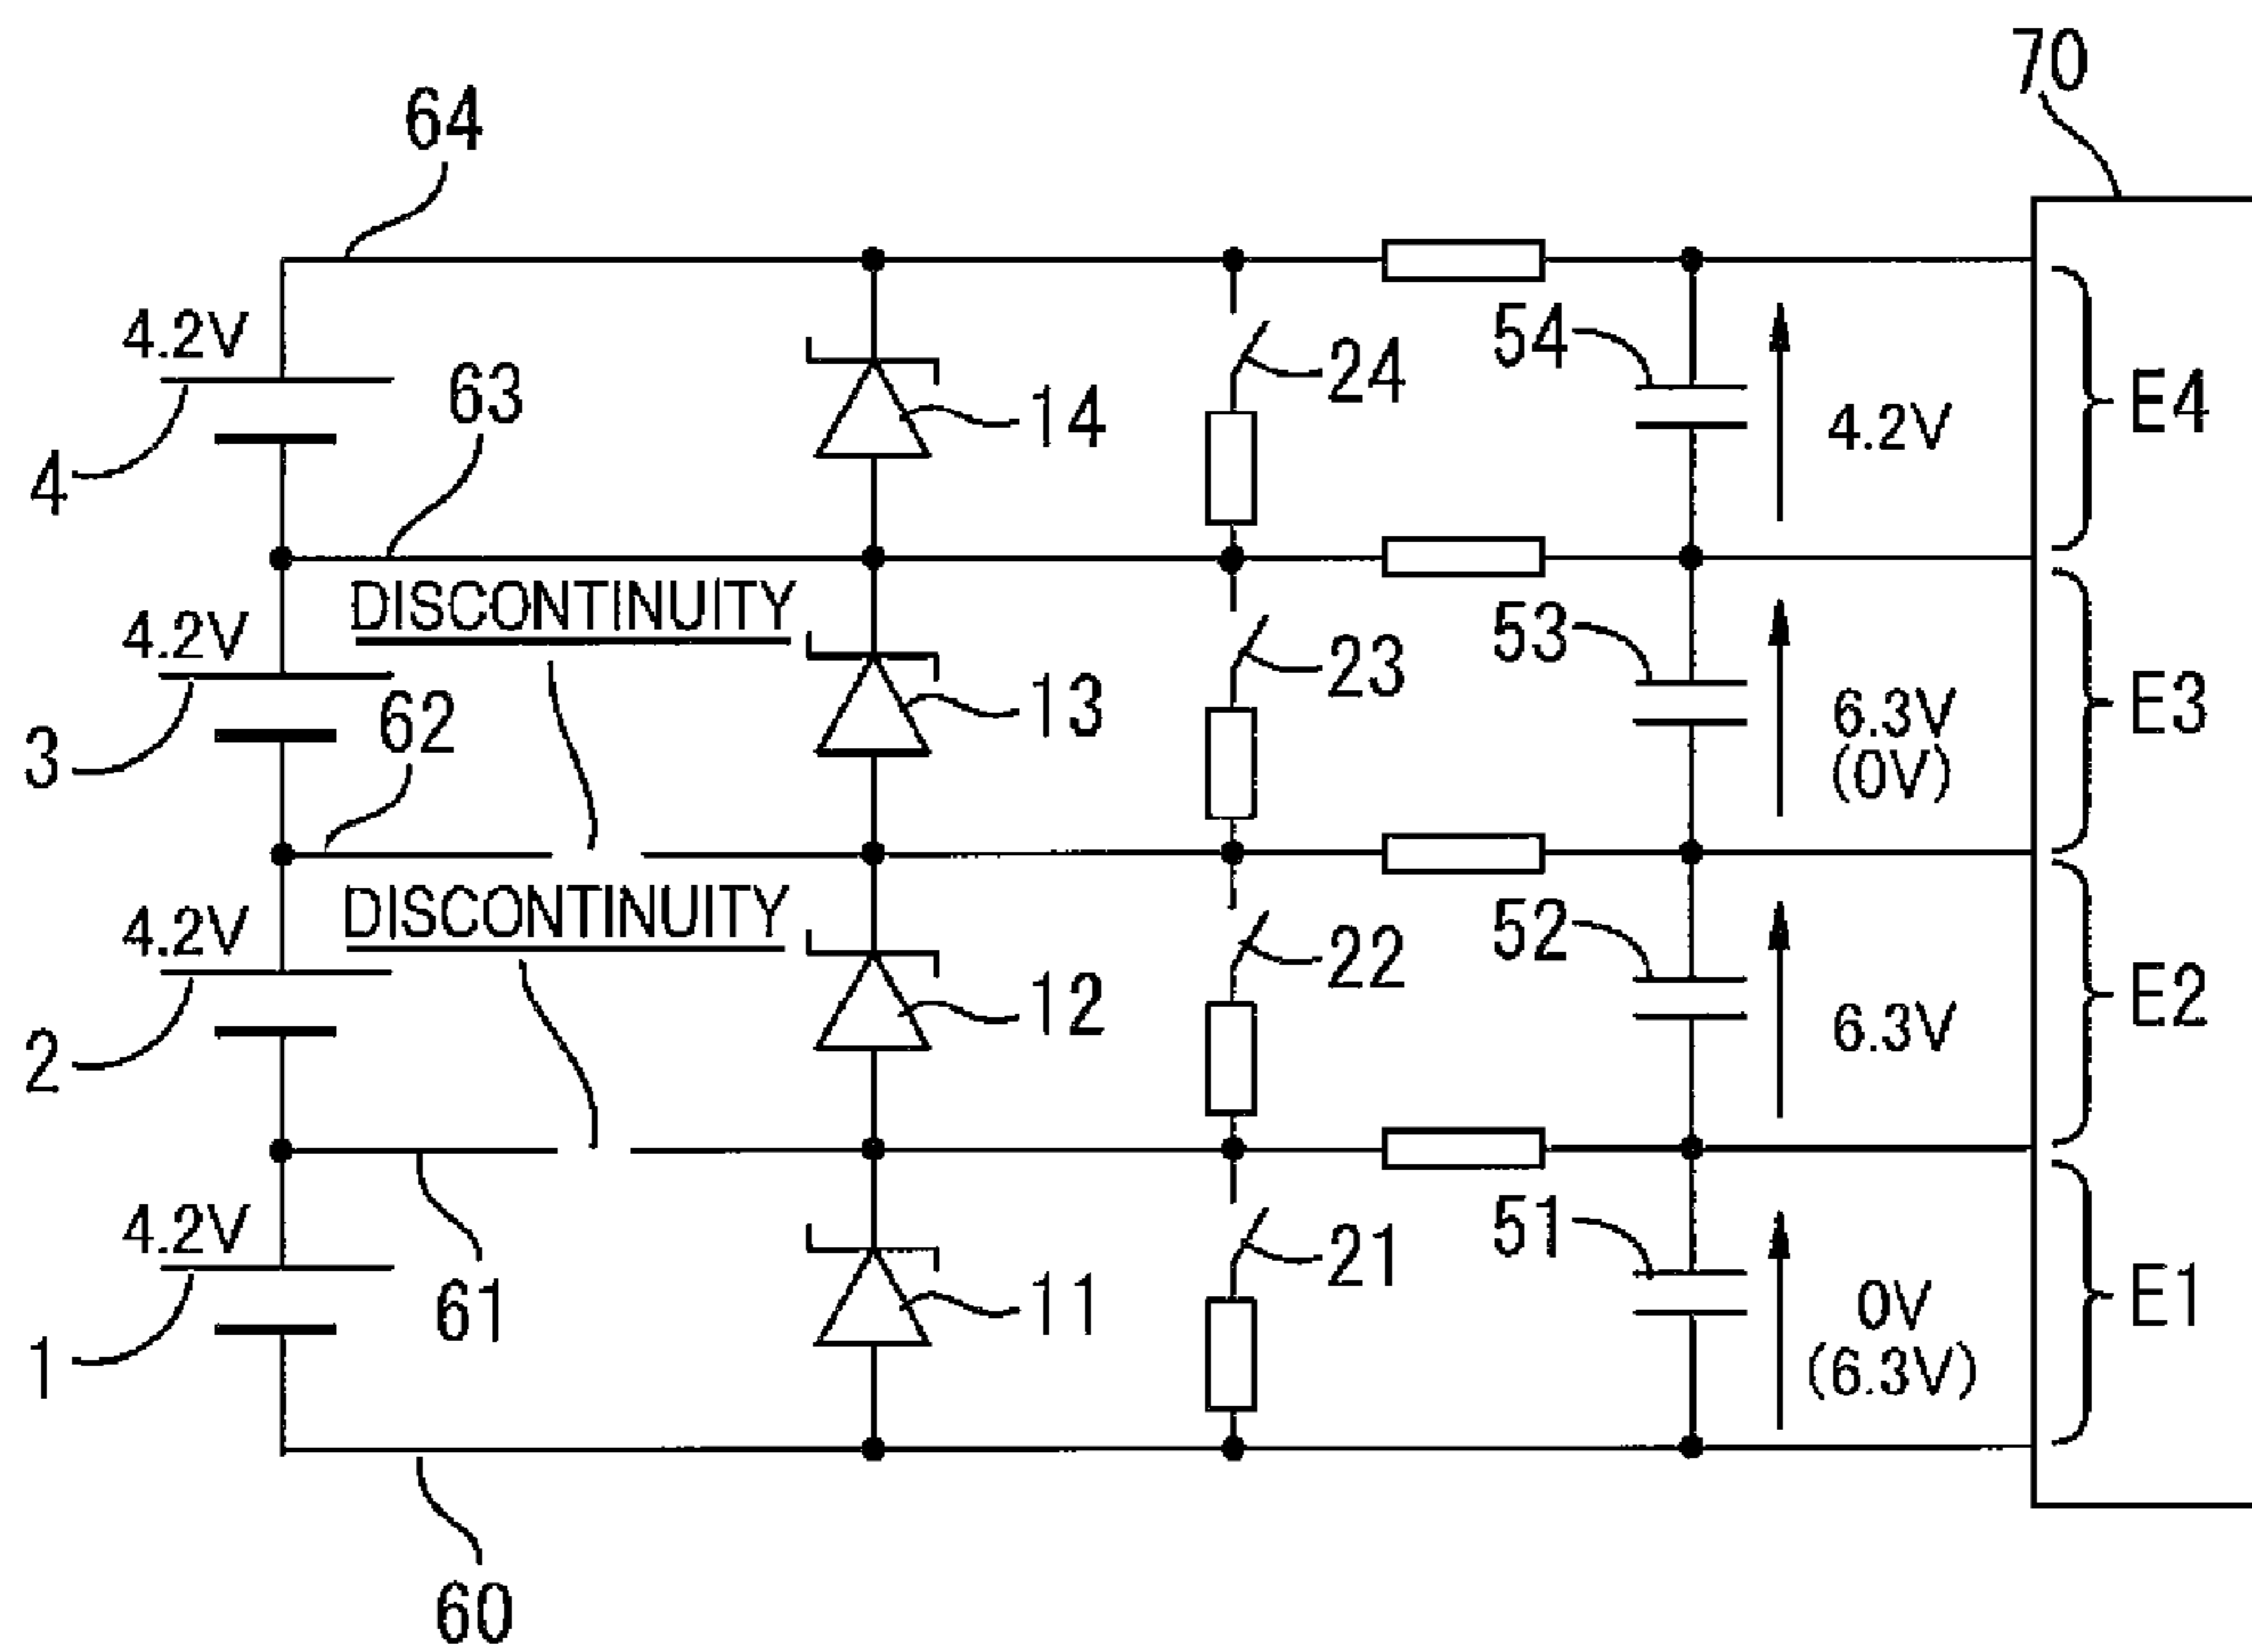 70
64
4.2V
4
63
14
24
54
4.2V
E4
DISCONTINUITY
4.2V
3
62
13
23
53
6.3V
(0V)
E3
DISCONTINUITY
4.2V
2
12
22
52
6.3V
E2
4.2V
1
61
11
21
51
0V
(6.3V)
E1
60